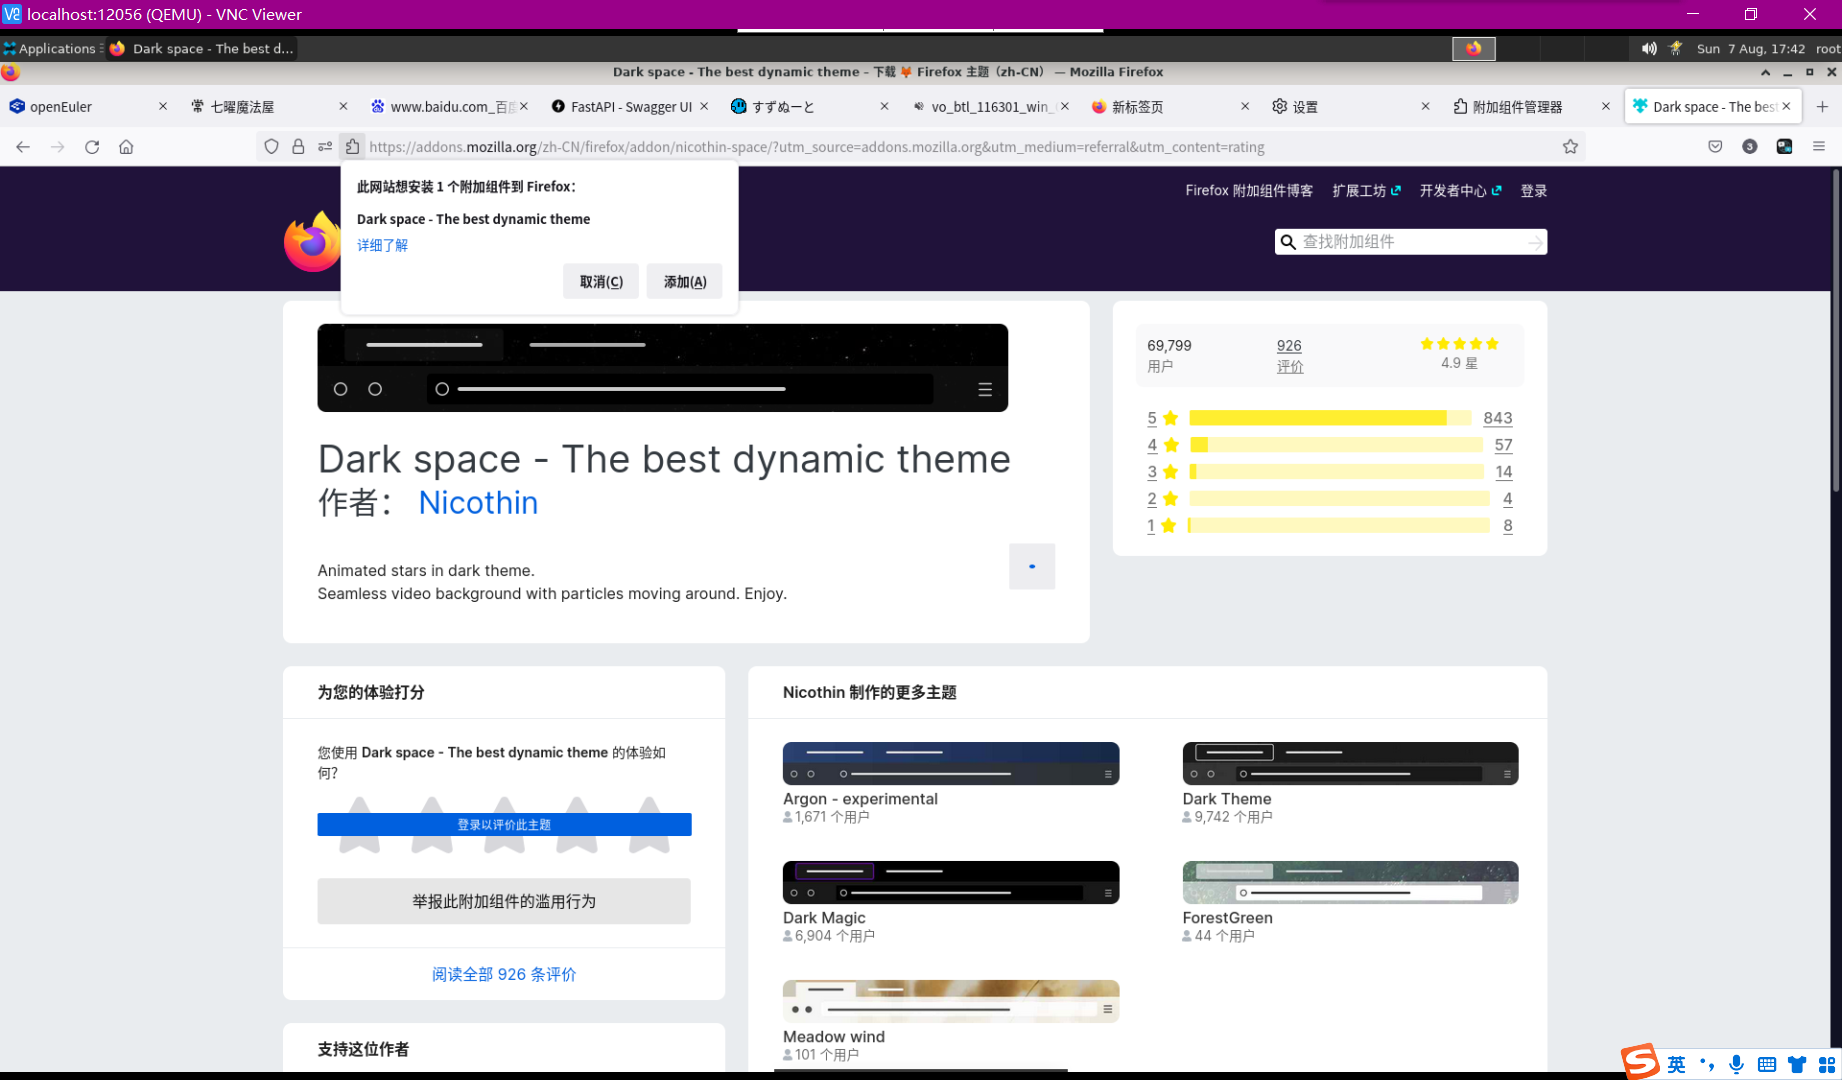 localhost:12056 (QEMU) - VNC Viewer
Applications
Dark space - The best d...
Sun 7 Aug, 17:42
root
Dark space - The best dynamic theme – 下载 🦊 Firefox 主题（zh-CN） — Mozilla Firefox
openEuler
七曜魔法屋
www.baidu.com_百度
FastAPI - Swagger UI
すずぬーと
vo_btl_116301_win_
新标签页
设置
附加组件管理器
Dark space - The best
https://addons.mozilla.org/zh-CN/firefox/addon/nicothin-space/?utm_source=addons.mozilla.org&utm_medium=referral&utm_content=rating
3
此网站想安装 1 个附加组件到 Firefox：
Dark space - The best dynamic theme
详细了解
取消(C)
添加(A)
Firefox 附加组件博客
扩展工坊
开发者中心
登录
查找附加组件
Dark space - The best dynamic theme
作者： Nicothin
Animated stars in dark theme.
Seamless video background with particles moving around. Enjoy.
69,799
用户
926
评价
4.9 星
5 843
4 57
3 14
2 4
1 8
为您的体验打分
您使用 Dark space - The best dynamic theme 的体验如
何？
登录以评价此主题
举报此附加组件的滥用行为
阅读全部 926 条评价
支持这位作者
Nicothin 制作的更多主题
Argon - experimental
1,671 个用户
Dark Theme
9,742 个用户
Dark Magic
6,904 个用户
ForestGreen
44 个用户
Meadow wind
101 个用户
英